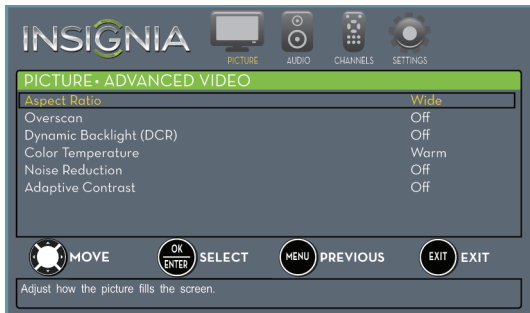 INSIGNIA
PICTURE AUDIO CHANNELS SETTINGS
PICTURE • ADVANCED VIDEO
Aspect Ratio Wide
Overscan Off
Dynamic Backlight (DCR) Off
Color Temperature Warm
Noise Reduction Off
Adaptive Contrast Off
MOVE OK ENTER SELECT MENU PREVIOUS EXIT EXIT
Adjust how the picture fills the screen.